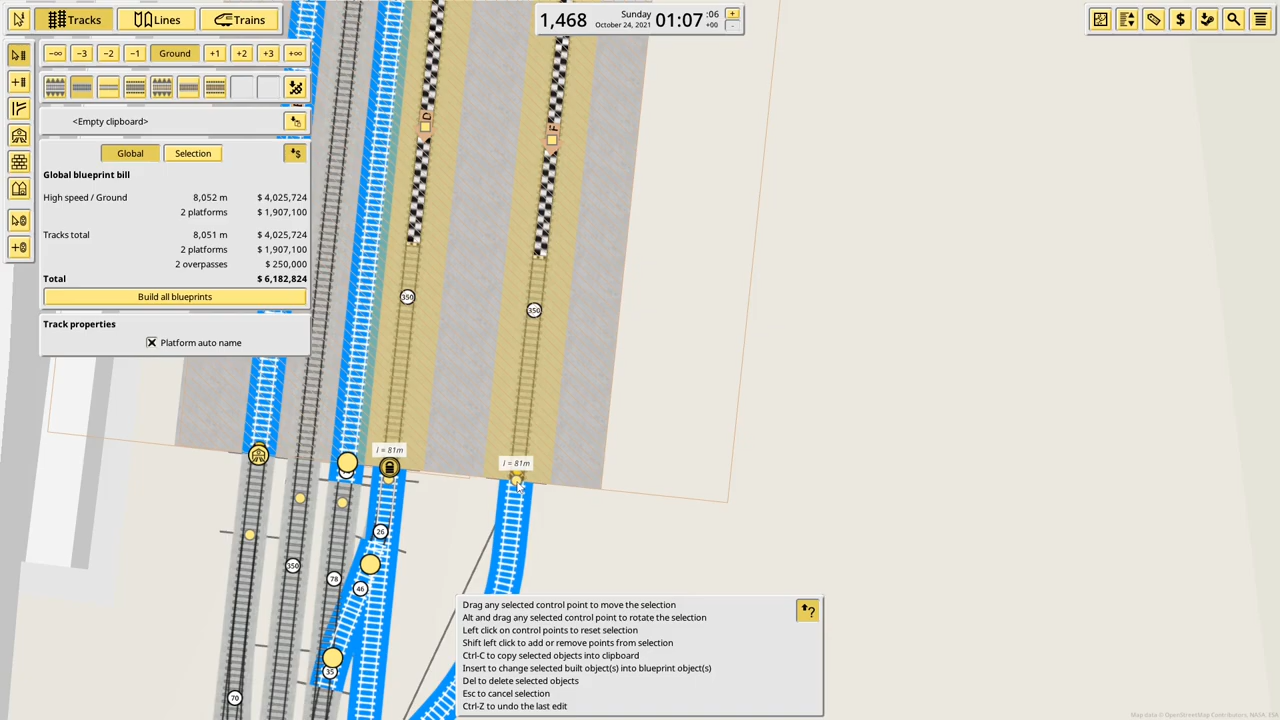 Tracks
Lines
Trains
1,468
Sunday
October 24, 2021
01:07
:06
+00
+
-
−∞
−3
−2
−1
Ground
+1
+2
+3
+∞
<Empty clipboard>
Global
Selection
Global blueprint bill
High speed / Ground 8,052 m $ 4,025,724
2 platforms $ 1,907,100
Tracks total 8,051 m $ 4,025,724
2 platforms $ 1,907,100
2 overpasses $ 250,000
Total $ 6,182,824
Build all blueprints
Track properties
Platform auto name
D
F
350
350
l = 81m
l = 81m
26
350
78
46
35
70
Drag any selected control point to move the selection
Alt and drag any selected control point to rotate the selection
Left click on control points to reset selection
Shift left click to add or remove points from selection
Ctrl-C to copy selected objects into clipboard
Insert to change selected built object(s) into blueprint object(s)
Del to delete selected objects
Esc to cancel selection
Ctrl-Z to undo the last edit
?
Map data © OpenStreetMap Contributors, NASA, ESA